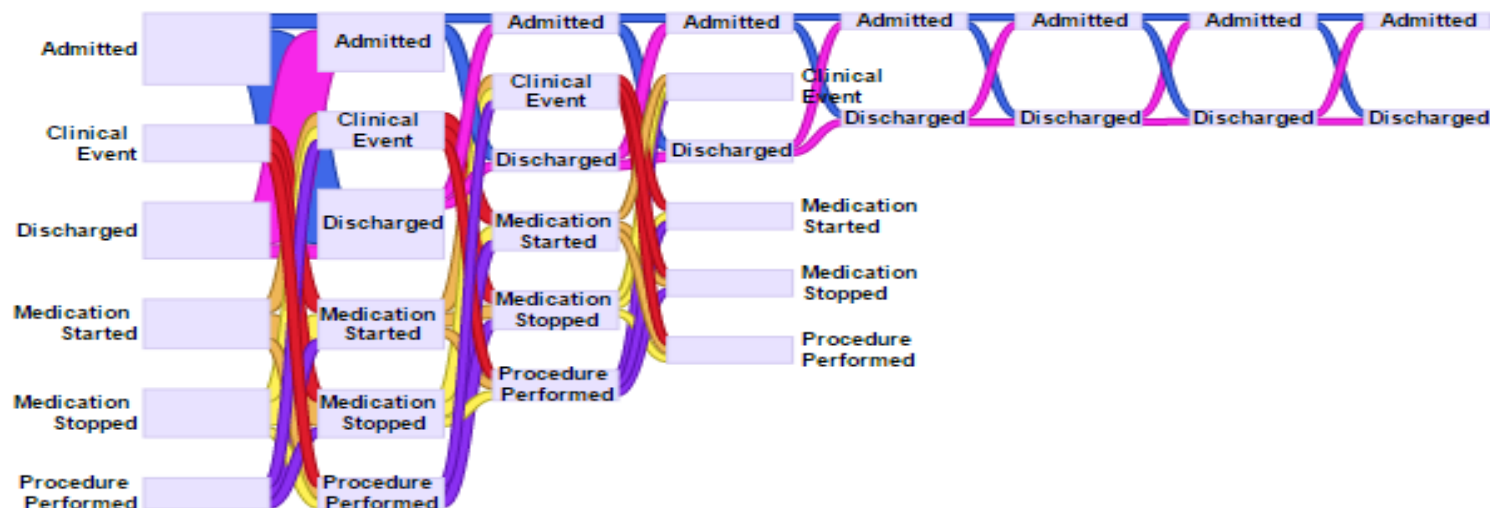 Admitted
Clinical
Event
Discharged
Medication
Started
Medication
Stopped
Procedure
Performed
Admitted
Clinical
Event
Discharged
Medication
Started
Medication
Stopped
Procedure
Performed
Admitted
Clinical
Event
Discharged
Medication
Started
Medication
Stopped
Procedure
Performed
Admitted
Clinical
Event
Discharged
Medication
Started
Medication
Stopped
Procedure
Performed
Admitted
Discharged
Admitted
Discharged
Admitted
Discharged
Admitted
Discharged